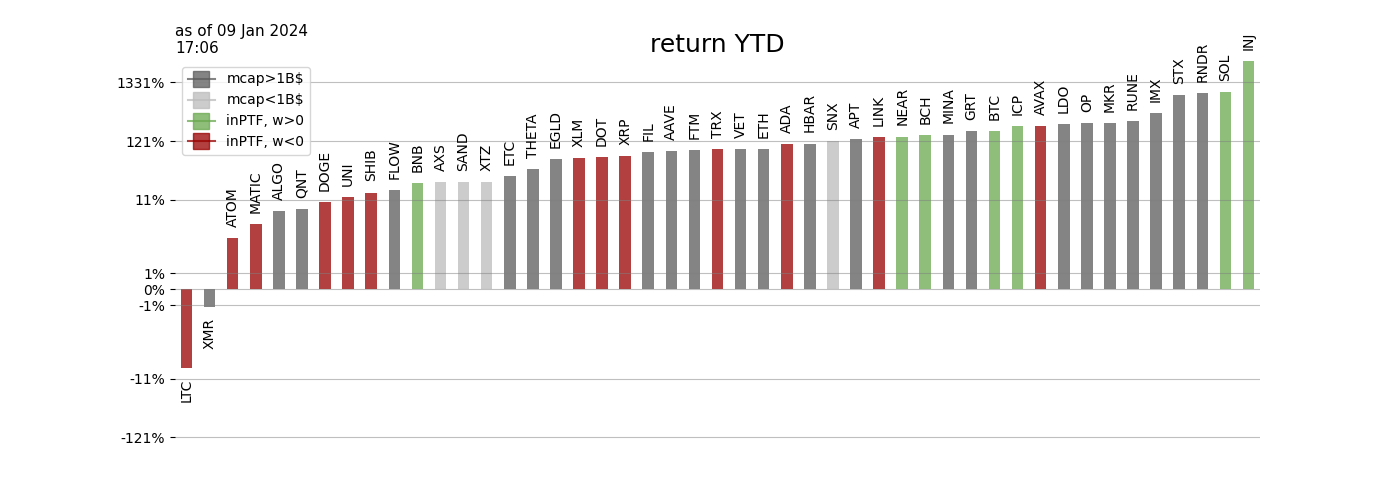 as of 09 Jan 2024
17:06
return YTD
mcap>1B$
mcap<1B$
inPTF, w>0
inPTF, w<0
1331%
121%
11%
1%
0%
-1%
-11%
-121%
LTC
XMR
ATOM
MATIC
ALGO
QNT
DOGE
UNI
SHIB
FLOW
BNB
AXS
SAND
XTZ
ETC
THETA
EGLD
XLM
DOT
XRP
FIL
AAVE
FTM
TRX
VET
ETH
ADA
HBAR
SNX
APT
LINK
NEAR
BCH
MINA
GRT
BTC
ICP
AVAX
LDO
OP
MKR
RUNE
IMX
STX
RNDR
SOL
INJ